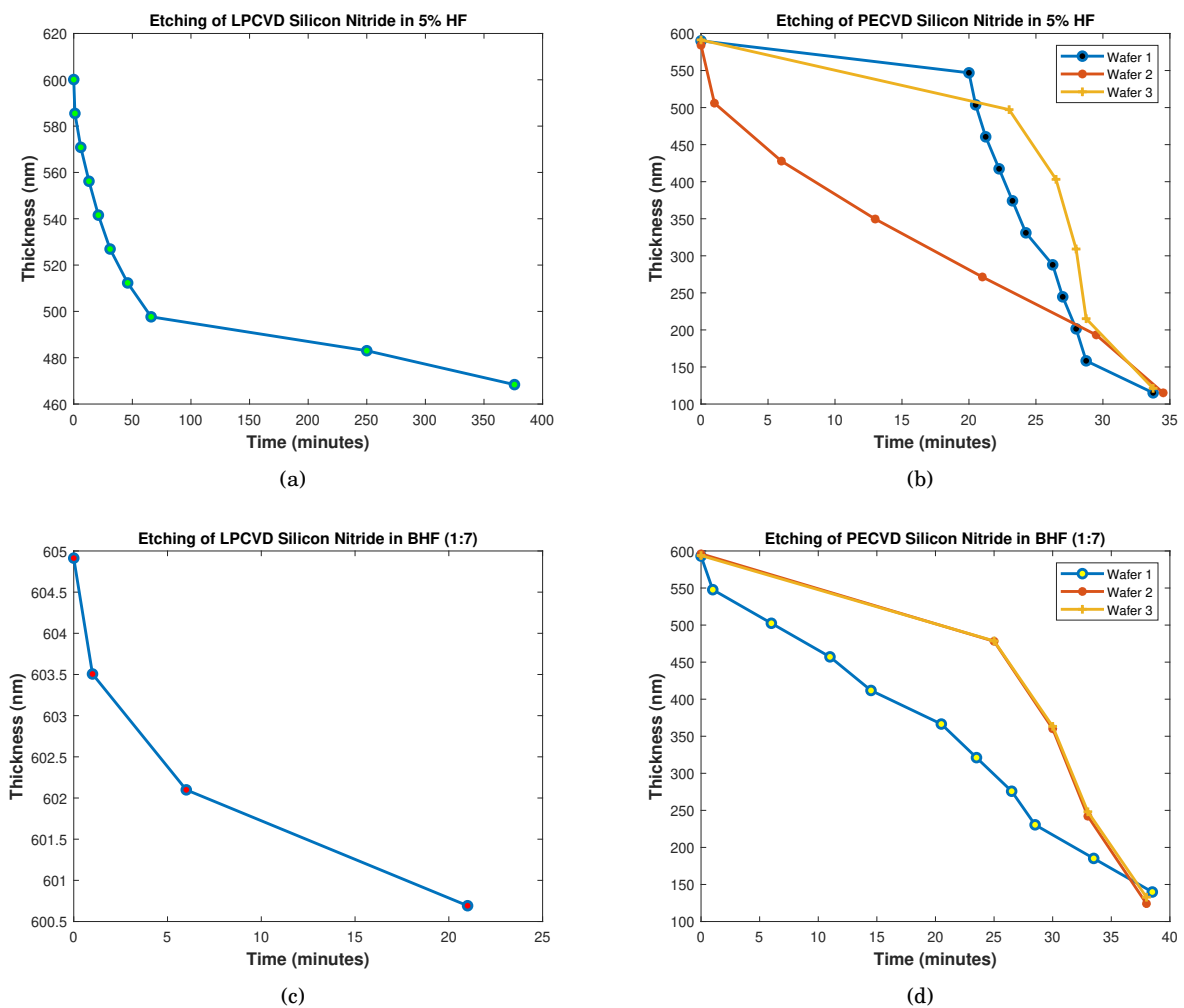 Etching of LPCVD Silicon Nitride in 5% HF
620
600
580
560
540
520
500
480
460
Thickness (nm)
0 50 100 150 200 250 300 350 400
Time (minutes)
(a)
Etching of PECVD Silicon Nitride in 5% HF
600
550
500
450
400
350
300
250
200
150
100
Thickness (nm)
Wafer 1
Wafer 2
Wafer 3
0 5 10 15 20 25 30 35
Time (minutes)
(b)
Etching of LPCVD Silicon Nitride in BHF (1:7)
605
604.5
604
603.5
603
602.5
602
601.5
601
600.5
Thickness (nm)
0 5 10 15 20 25
Time (minutes)
(c)
Etching of PECVD Silicon Nitride in BHF (1:7)
600
550
500
450
400
350
300
250
200
150
100
Thickness (nm)
Wafer 1
Wafer 2
Wafer 3
0 5 10 15 20 25 30 35 40
Time (minutes)
(d)